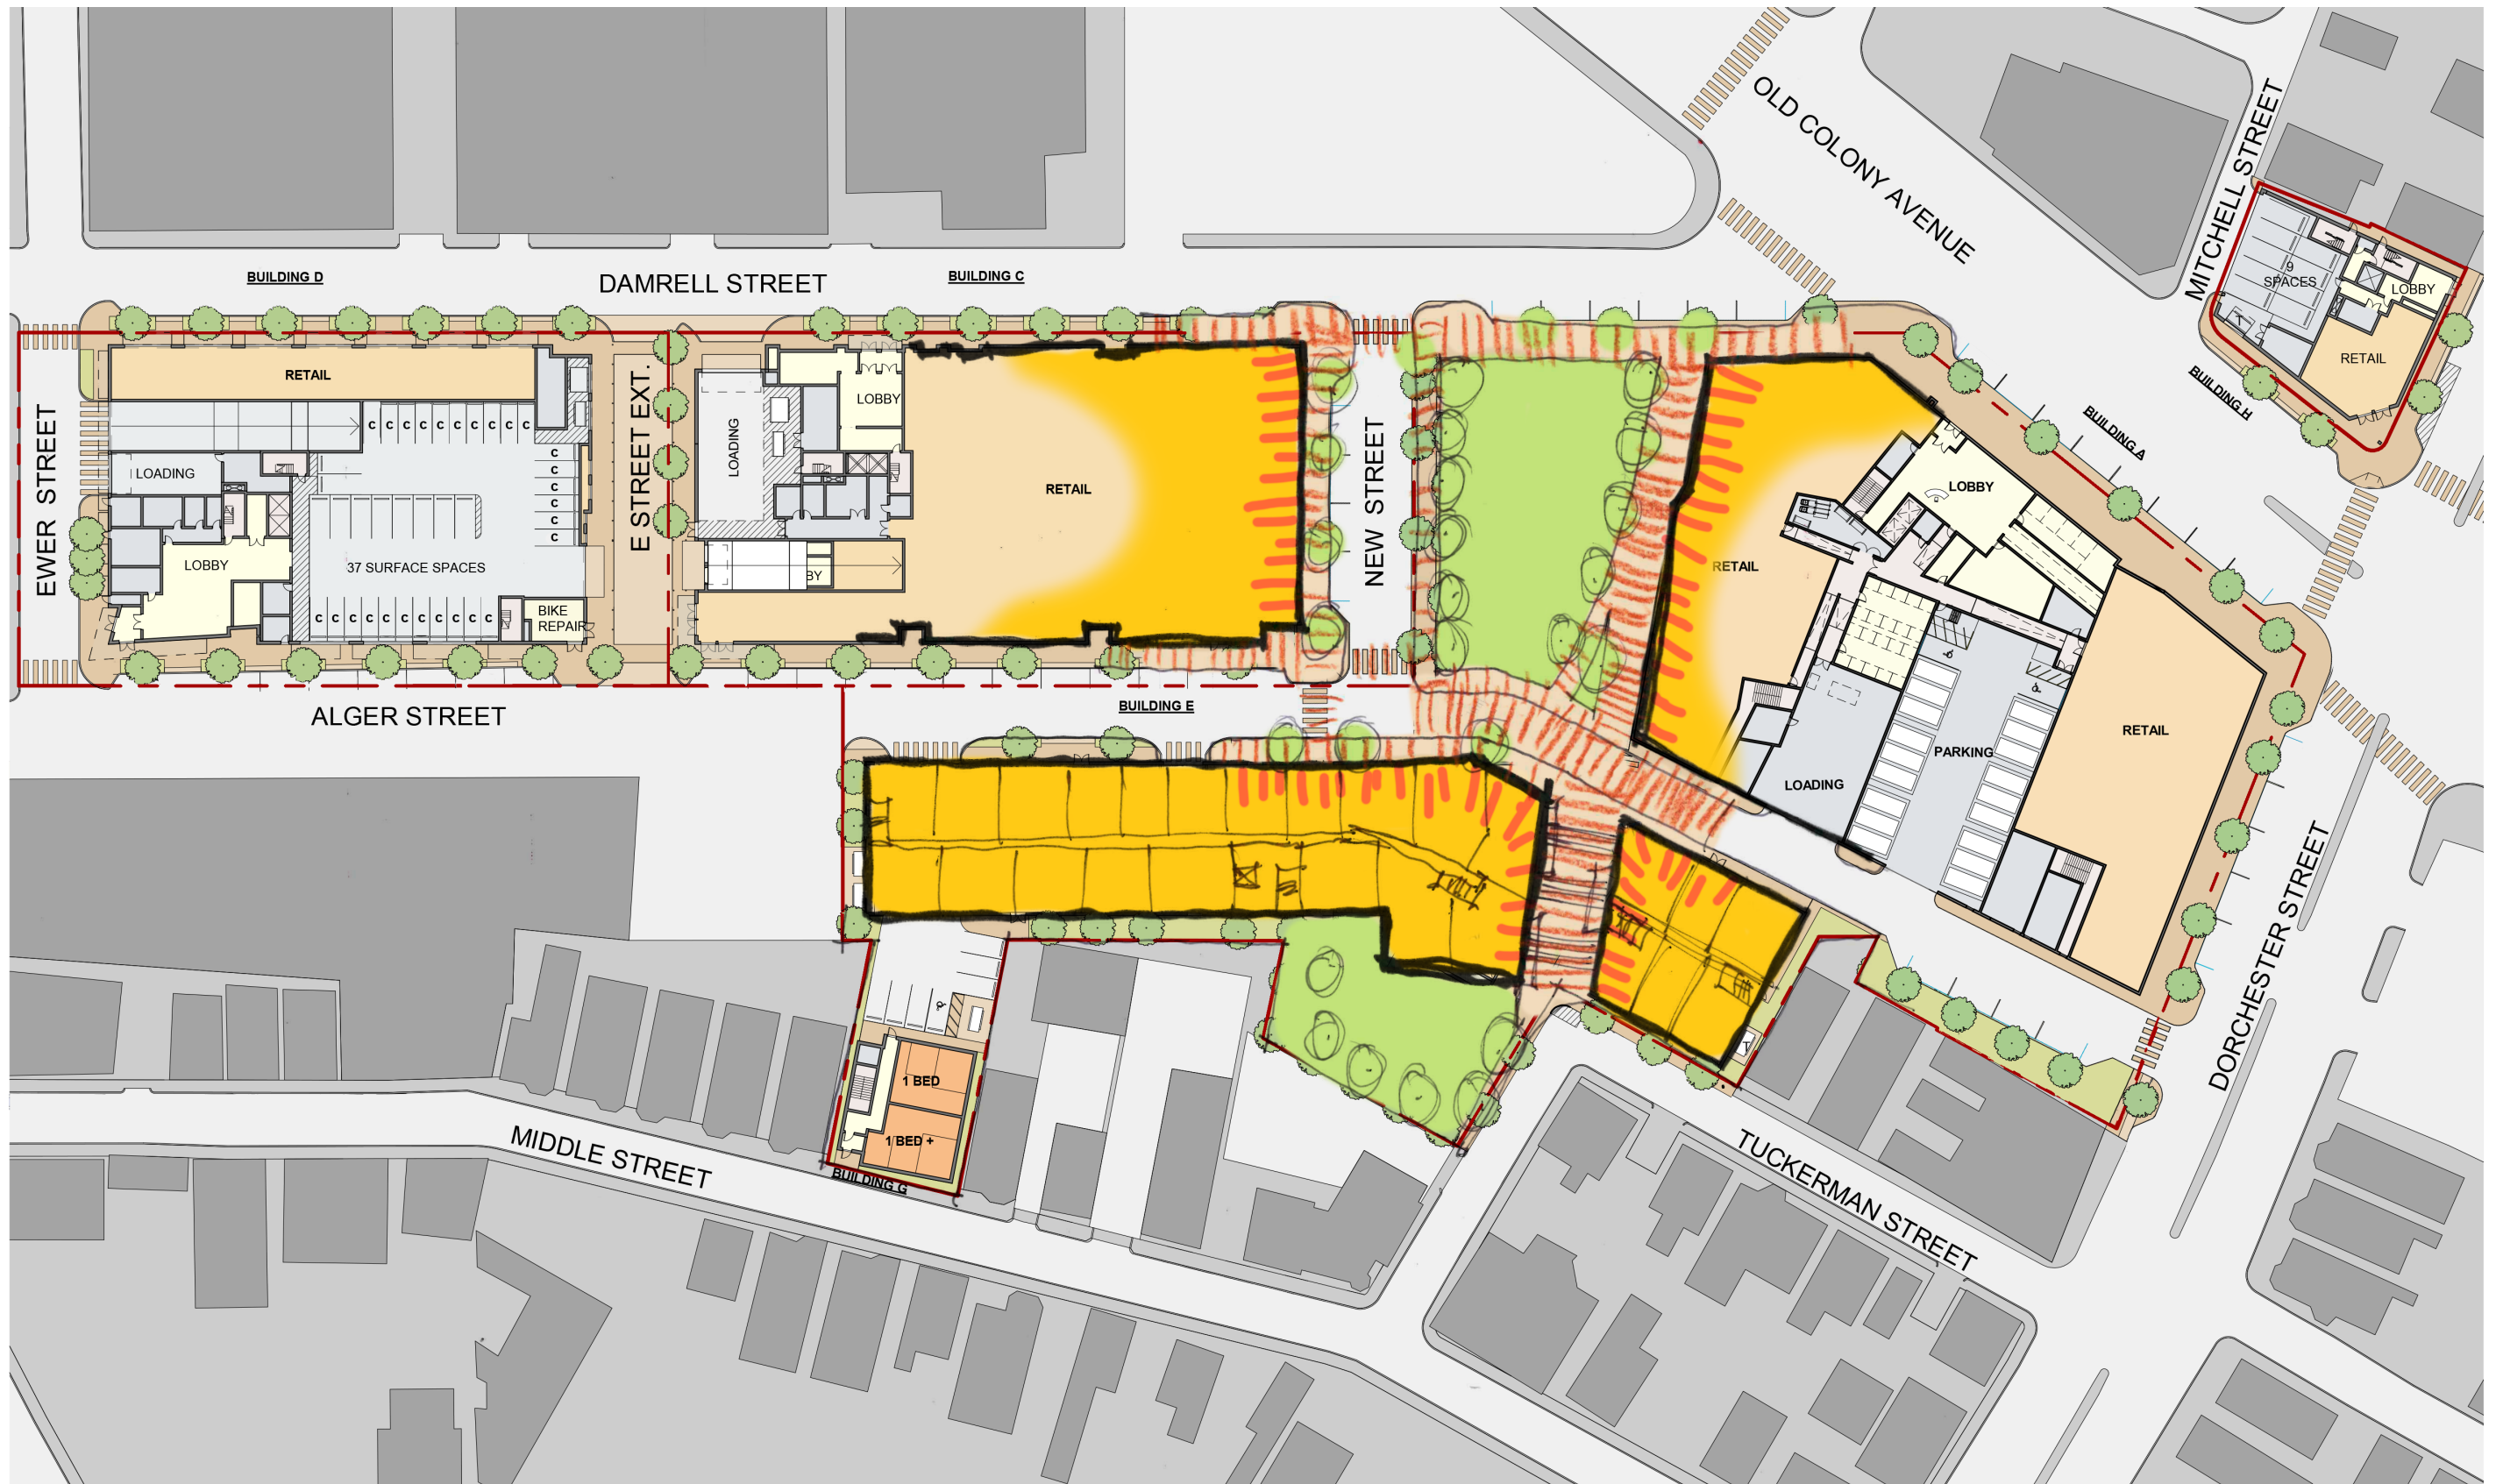 OLD COLONY AVENUE
MITCHELL STREET
BUILDING D
DAMRELL STREET
BUILDING C
9
SPACES
LOBBY
RETAIL
BUILDING H
BUILDING A
RETAIL
EWER STREET
C C C C C C C C C C
LOADING
C
C
C
C
C
C
LOBBY
37 SURFACE SPACES
C C C C C C C C C C C
BIKE
REPAIR
E STREET EXT.
LOADING
LOBBY
BY
RETAIL
NEW STREET
RETAIL
LOBBY
RETAIL
PARKING
LOADING
ALGER STREET
BUILDING E
DORCHESTER STREET
T
1 BED
1 BED +
BUILDING G
MIDDLE STREET
TUCKERMAN STREET